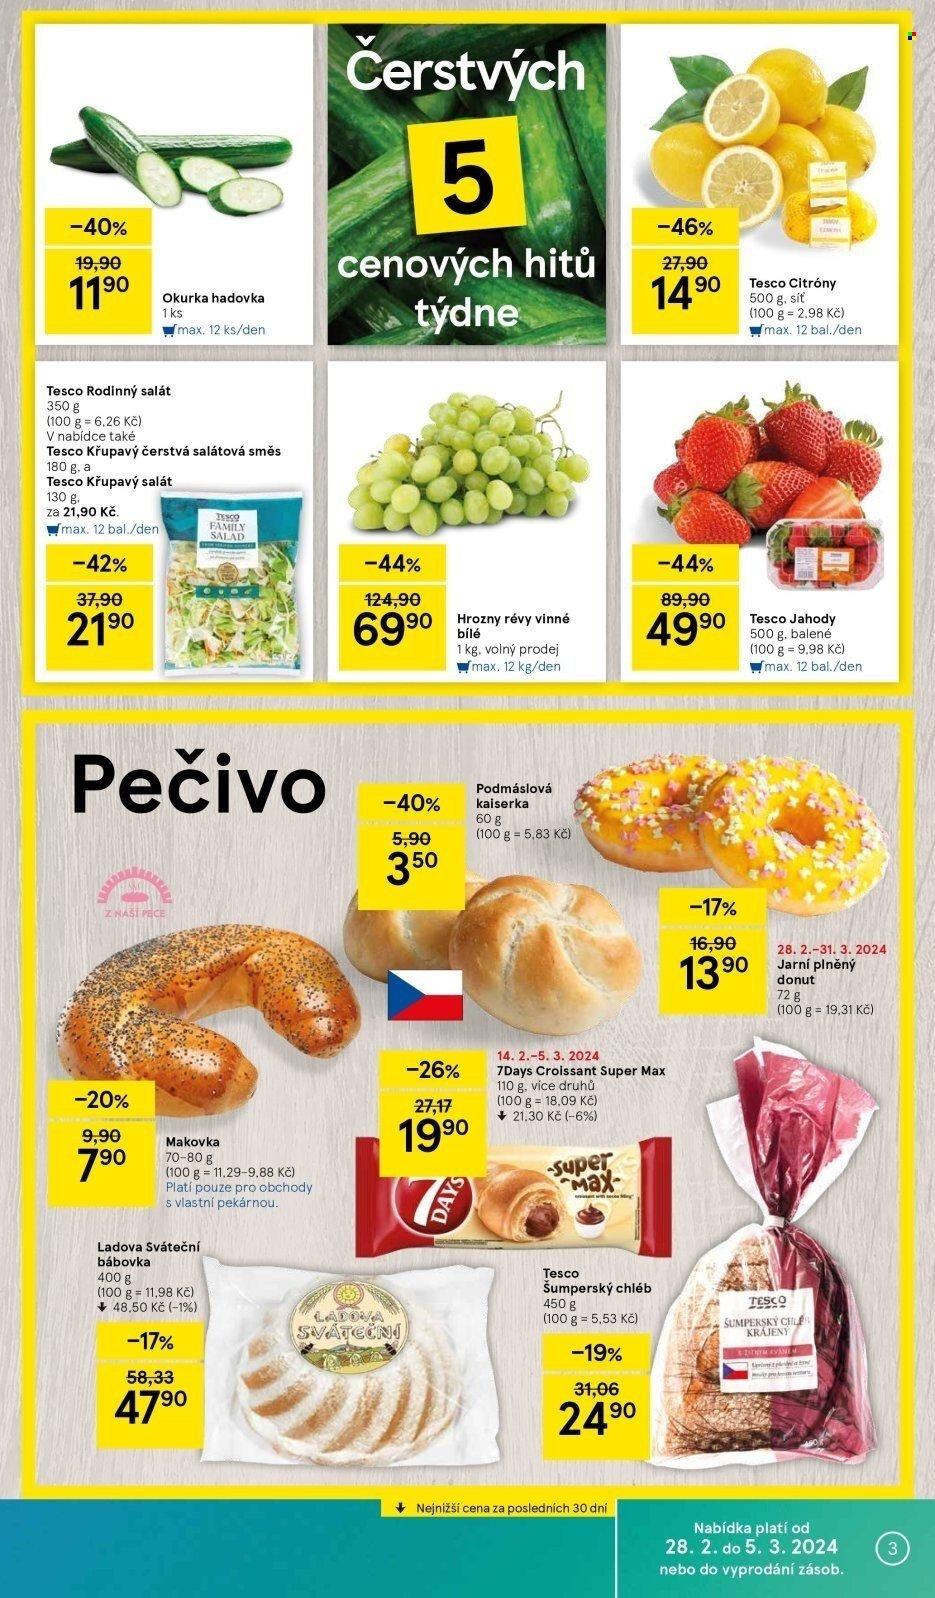 Čerstvých
5
cenových hitů
týdne
-40%
19,90
11 90
Okurka hadovka
1 ks
max. 12 ks/den
-46%
27,90
14 90
Tesco Citróny
500 g, síť
(100 g = 2,98 Kč)
max. 12 bal./den
TESCO
Tesco Rodinný salát
350 g
(100 g = 6,26 Kč)
V nabídce také
Tesco Křupavý čerstvá salátová směs
180 g, a
Tesco Křupavý salát
130 g,
za 21,90 Kč.
max. 12 bal./den
-42%
37,90
21 90
TESCO
FAMILY
SALAD
-44%
124,90
69 90
Hrozny révy vinné
bílé
1 kg, volný prodej
max. 12 kg/den
-44%
89,90
49 90
Tesco Jahody
500 g, balené
(100 g = 9,98 Kč)
max. 12 bal./den
Pečivo
Z NAŠÍ PECE
-40%
5,90
3 50
Podmáslová
kaiserka
60 g
(100 g = 5,83 Kč)
-17%
16,90
13 90
28. 2.–31. 3. 2024
Jarní plněný
donut
72 g
(100 g = 19,31 Kč)
-20%
9,90
7 90
Makovka
70–80 g
(100 g = 11,29–9,88 Kč)
Platí pouze pro obchody
s vlastní pekárnou.
-26%
27,17
19 90
14. 2.–5. 3. 2024
7Days Croissant Super Max
110 g, více druhů
(100 g = 18,09 Kč)
21,30 Kč (-6%)
7 DAYS
super
max
croissant with cocoa filling
Ladova Sváteční
bábovka
400 g
(100 g = 11,98 Kč)
48,50 Kč (-1%)
-17%
58,33
47 90
LADOVA
SVÁTEČNÍ
Tesco
Šumperský chléb
450 g
(100 g = 5,53 Kč)
-19%
31,06
24 90
TESCO
ŠUMPERSKÝ CHLÉB
KRÁJENÝ
S ŽITNÝM KVASEM
450 g
Nejnižší cena za posledních 30 dní
Nabídka platí od
28. 2. do 5. 3. 2024
nebo do vyprodání zásob.
3